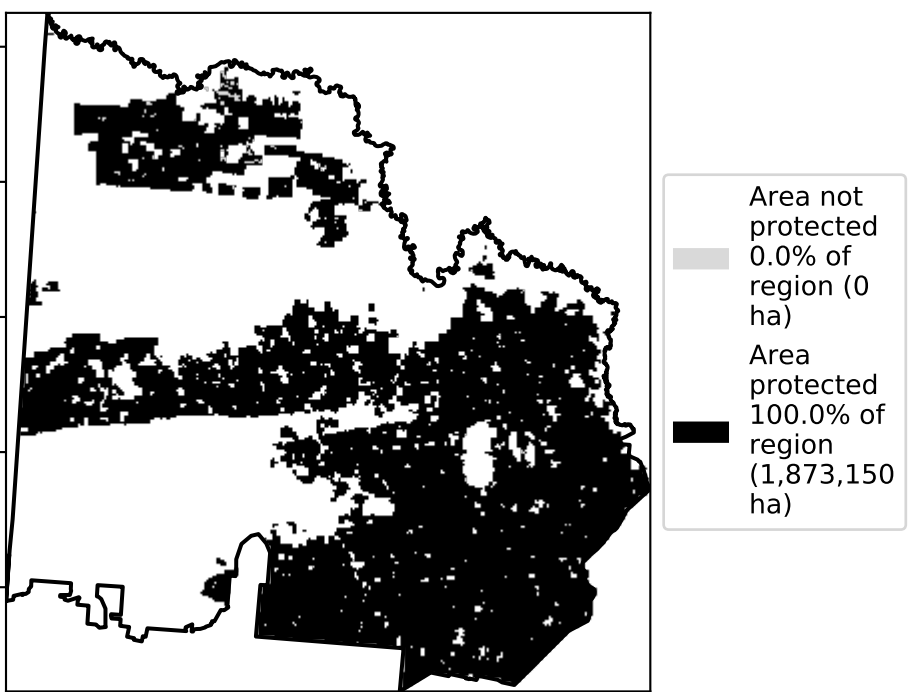 Area not
protected
0.0% of
region (0
ha)
Area
protected
100.0% of
region
(1,873,150
ha)